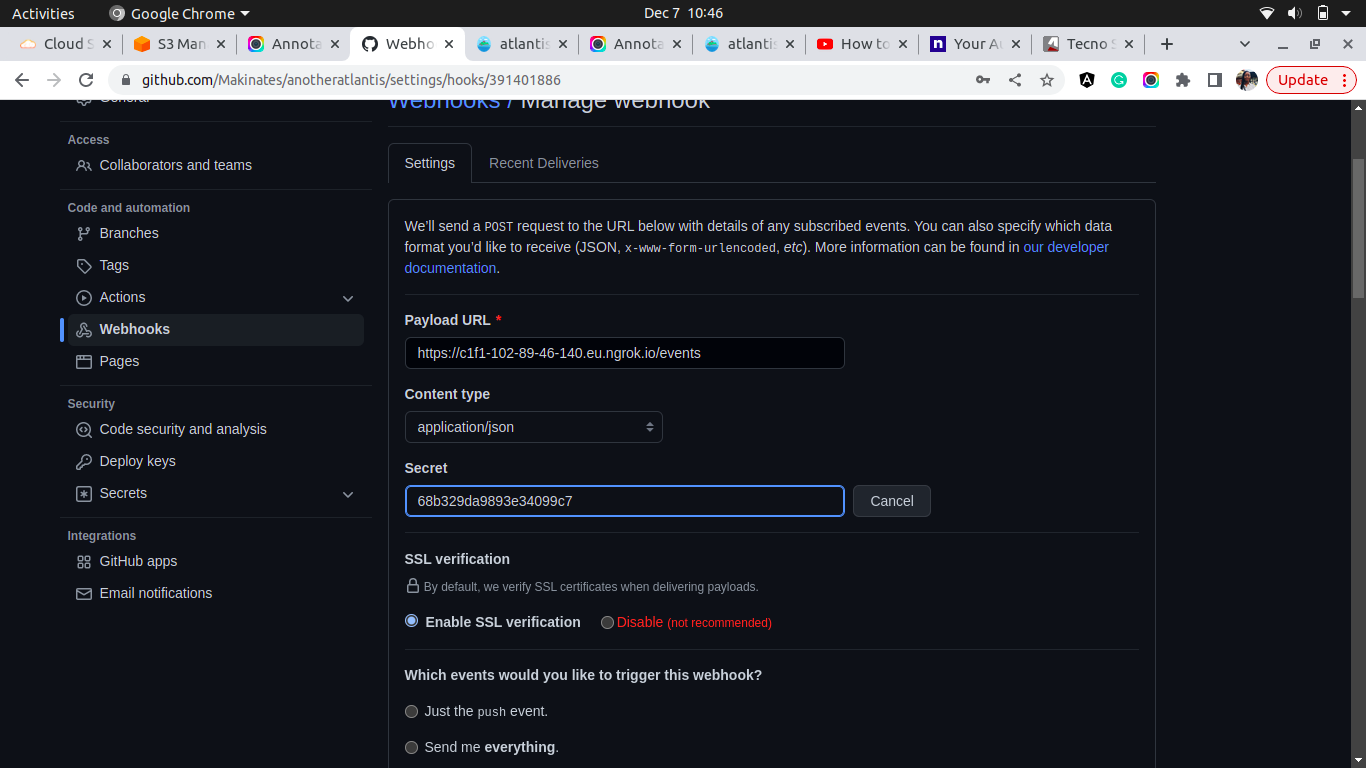 Activities Google Chrome Dec 7 10:46
Cloud S S3 Man Annota Webho atlantis Annota atlanti How to Your Au Tecno S
github.com/Makinates/anotheratlantis/settings/hooks/391401886 Update
General
Webhooks / Manage webhook
Access
Collaborators and teams
Code and automation
Branches
Tags
Actions
Webhooks
Pages
Security
Code security and analysis
Deploy keys
Secrets
Integrations
GitHub apps
Email notifications
Settings Recent Deliveries
We'll send a POST request to the URL below with details of any subscribed events. You can also specify which data
format you'd like to receive (JSON, x-www-form-urlencoded, etc). More information can be found in our developer
documentation.
Payload URL *
https://c1f1-102-89-46-140.eu.ngrok.io/events
Content type
application/json
Secret
68b329da9893e34099c7 Cancel
SSL verification
By default, we verify SSL certificates when delivering payloads.
Enable SSL verification Disable (not recommended)
Which events would you like to trigger this webhook?
Just the push event.
Send me everything.